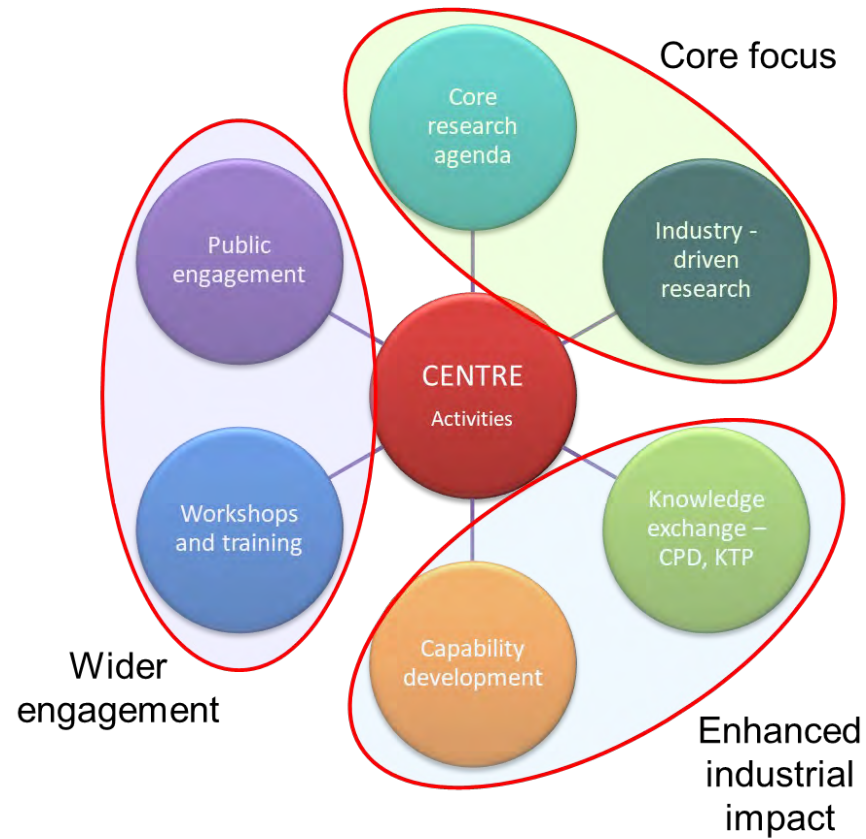 Core focus
Core
research
agenda
Industry -
driven
research
Public
engagement
CENTRE
Activities
Knowledge
exchange –
CPD, KTP
Workshops
and training
Capability
development
Wider
engagement
Enhanced
industrial
impact